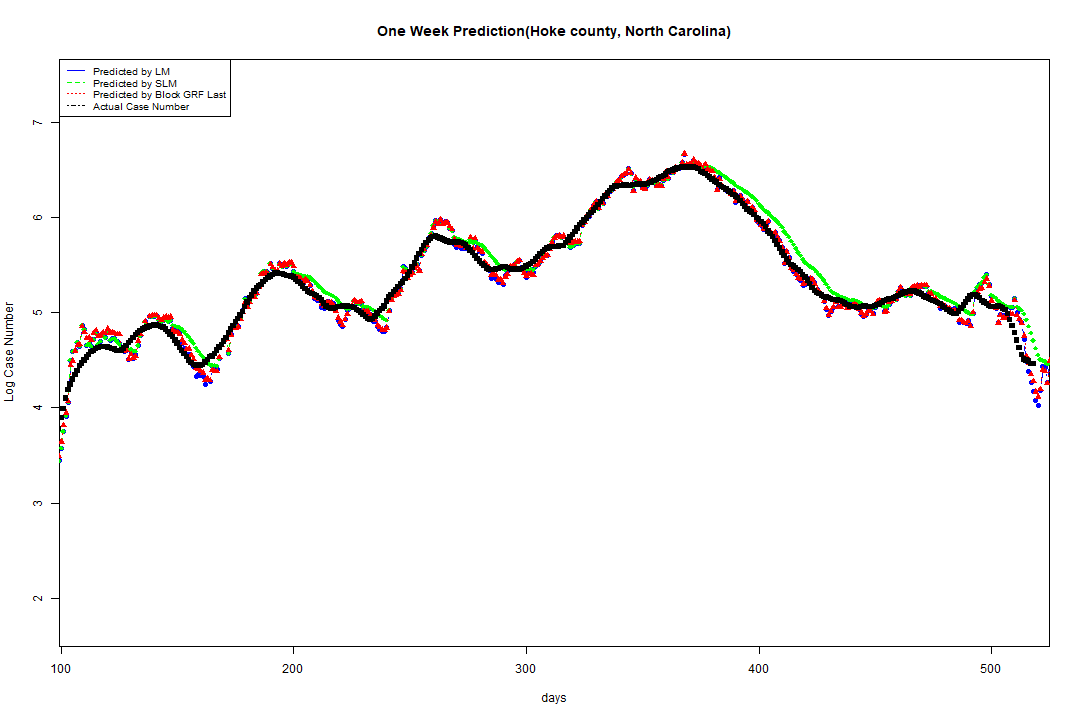 One Week Prediction(Hoke county, North Carolina)
Predicted by LM
Predicted by SLM
Predicted by Block GRF Last
Actual Case Number
Log Case Number
7
6
5
4
3
2
100 200 300 400 500
days